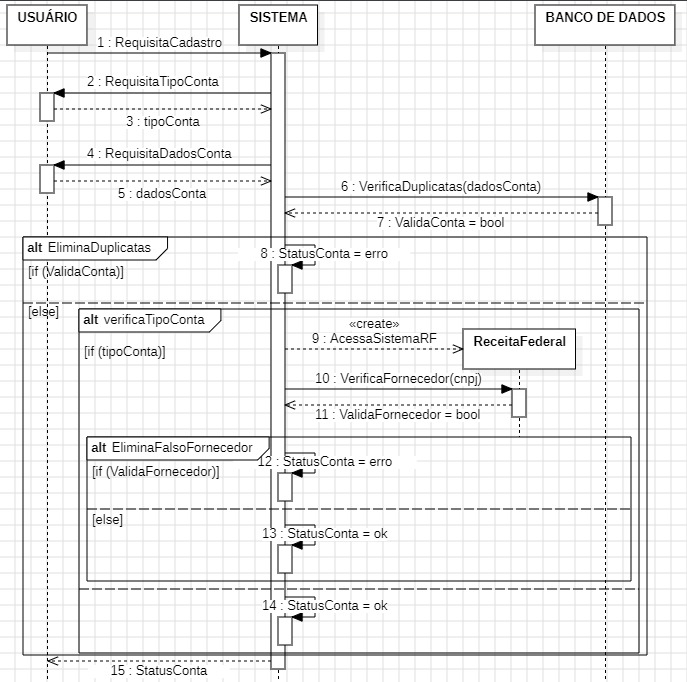 USUÁRIO
SISTEMA
BANCO DE DADOS
1 : RequisitaCadastro
2 : RequisitaTipoConta
3 : tipoConta
4 : RequisitaDadosConta
5 : dadosConta
6 : VerificaDuplicatas(dadosConta)
7 : ValidaConta = bool
alt EliminaDuplicatas
8 : StatusConta = erro
[if (ValidaConta)]
[else]
alt verificaTipoConta
«create»
9 : AcessaSistemaRF
ReceitaFederal
[if (tipoConta)]
10 : VerificaFornecedor(cnpj)
11 : ValidaFornecedor = bool
alt EliminaFalsoFornecedor
12 : StatusConta = erro
[if (ValidaFornecedor)]
[else]
13 : StatusConta = ok
14 : StatusConta = ok
15 : StatusConta